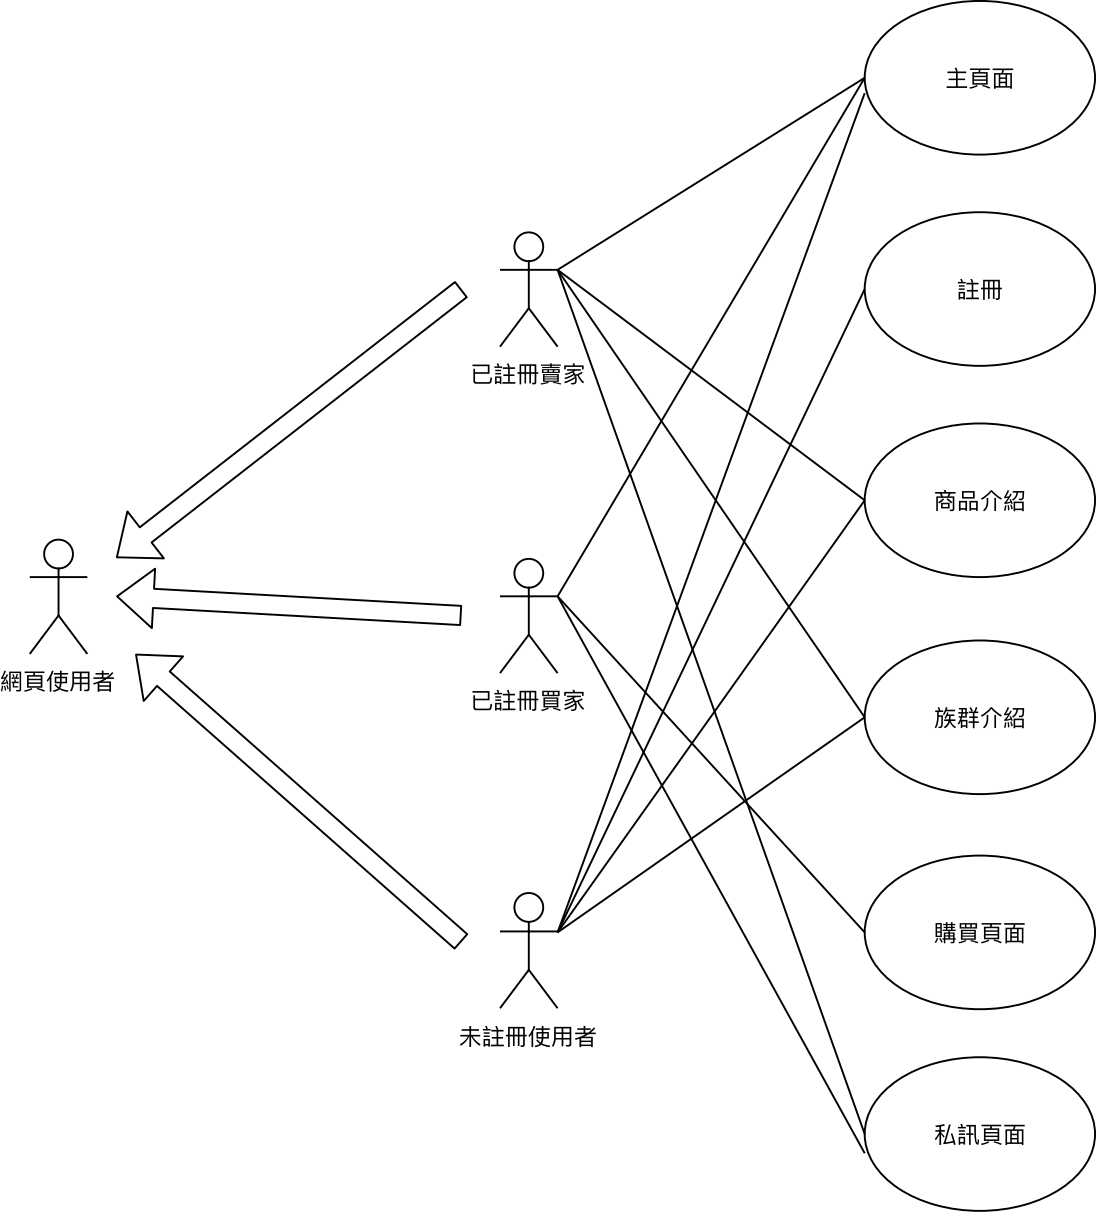 主頁面
註冊
已註冊賣家
商品介紹
網頁使用者
已註冊買家
族群介紹
購買頁面
未註冊使用者
私訊頁面